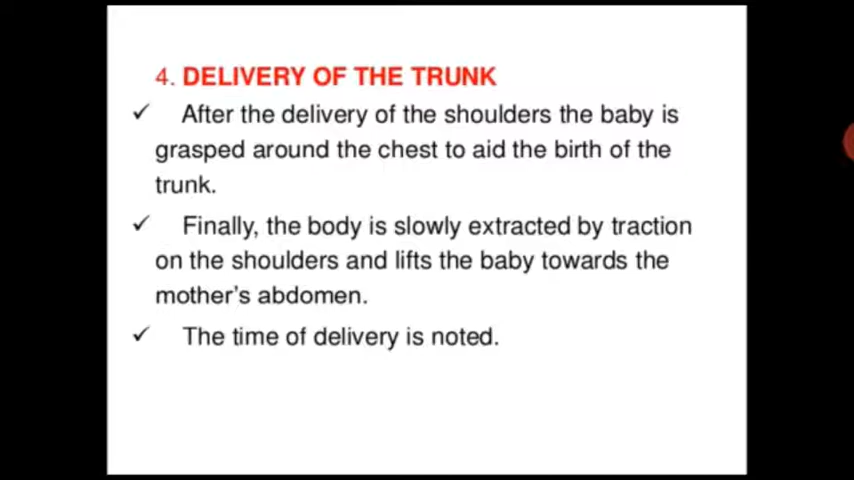 4. DELIVERY OF THE TRUNK
✓ After the delivery of the shoulders the baby is
grasped around the chest to aid the birth of the
trunk.
✓ Finally, the body is slowly extracted by traction
on the shoulders and lifts the baby towards the
mother's abdomen.
✓ The time of delivery is noted.